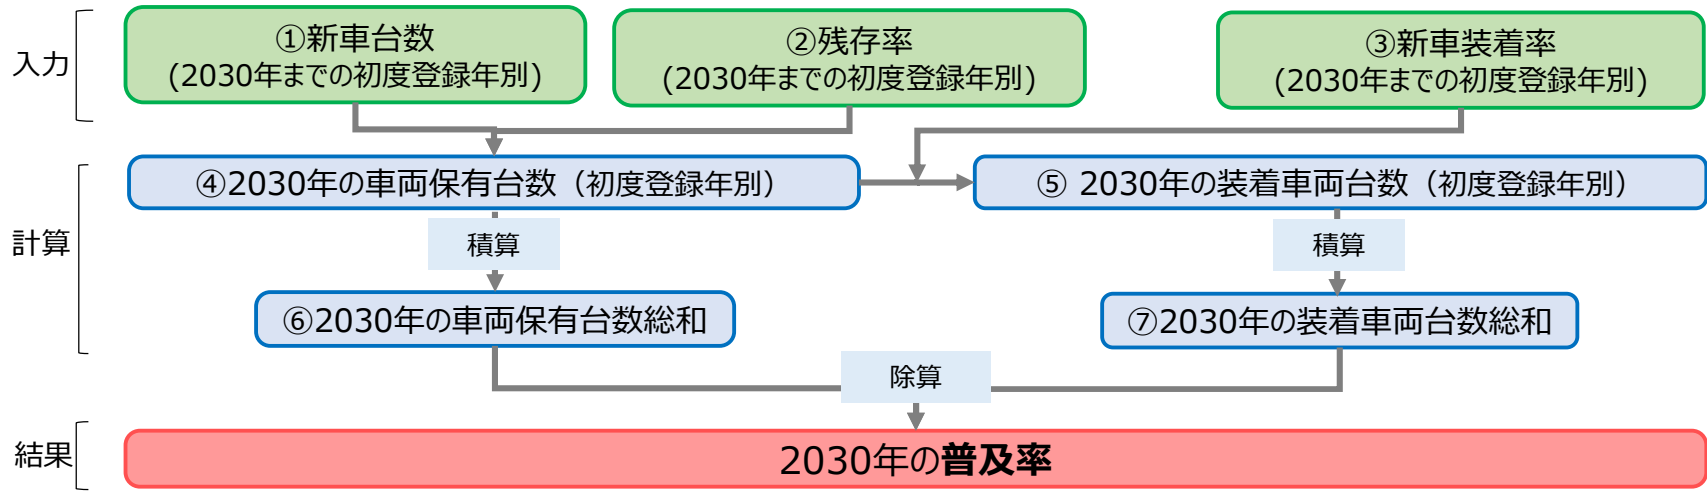 入力
①新車台数
(2030年までの初度登録年別)
②残存率
(2030年までの初度登録年別)
③新車装着率
(2030年までの初度登録年別)
計算
④2030年の車両保有台数（初度登録年別）
⑤ 2030年の装着車両台数（初度登録年別）
積算
積算
⑥2030年の車両保有台数総和
⑦2030年の装着車両台数総和
除算
結果
2030年の普及率